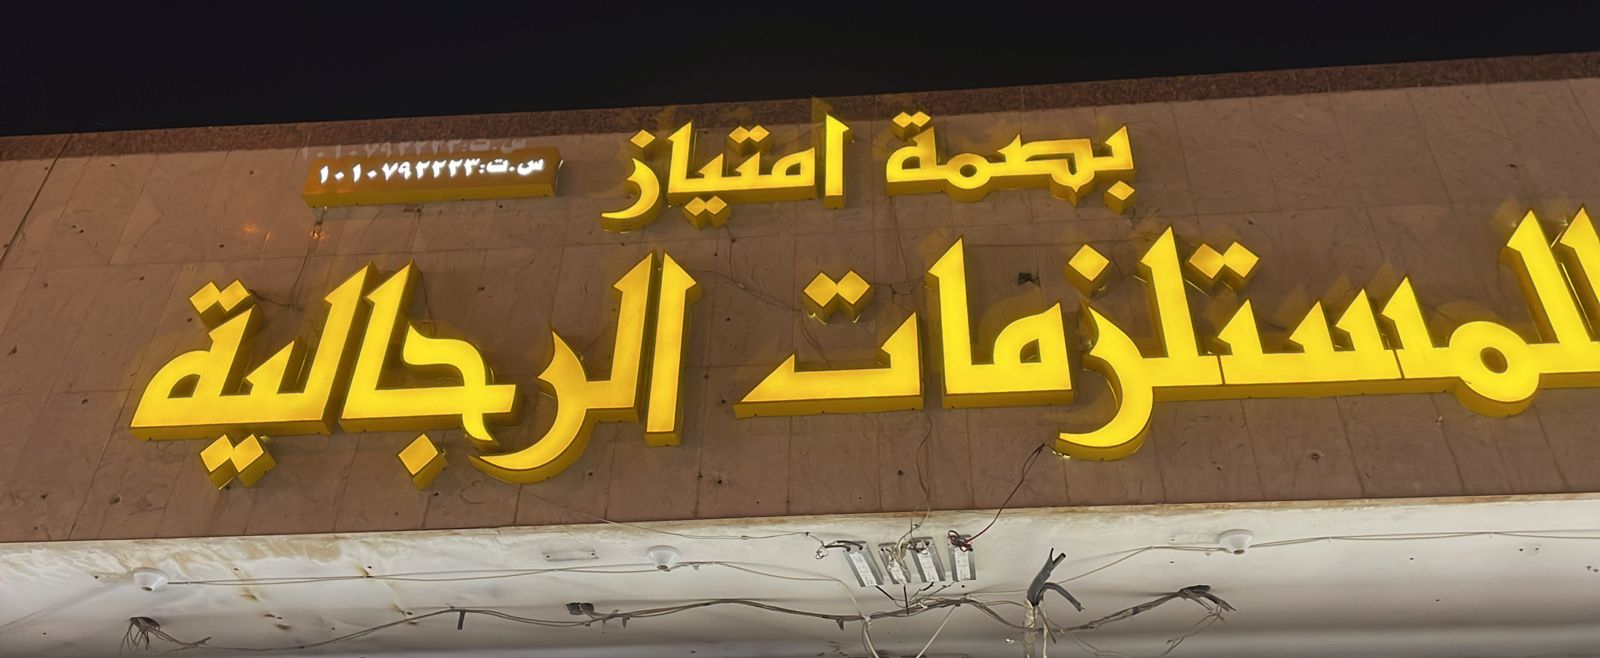 بصمة امتياز
س.ت:١٠١٠٧٩٢٢٢٣
للمستلزمات الرجالية